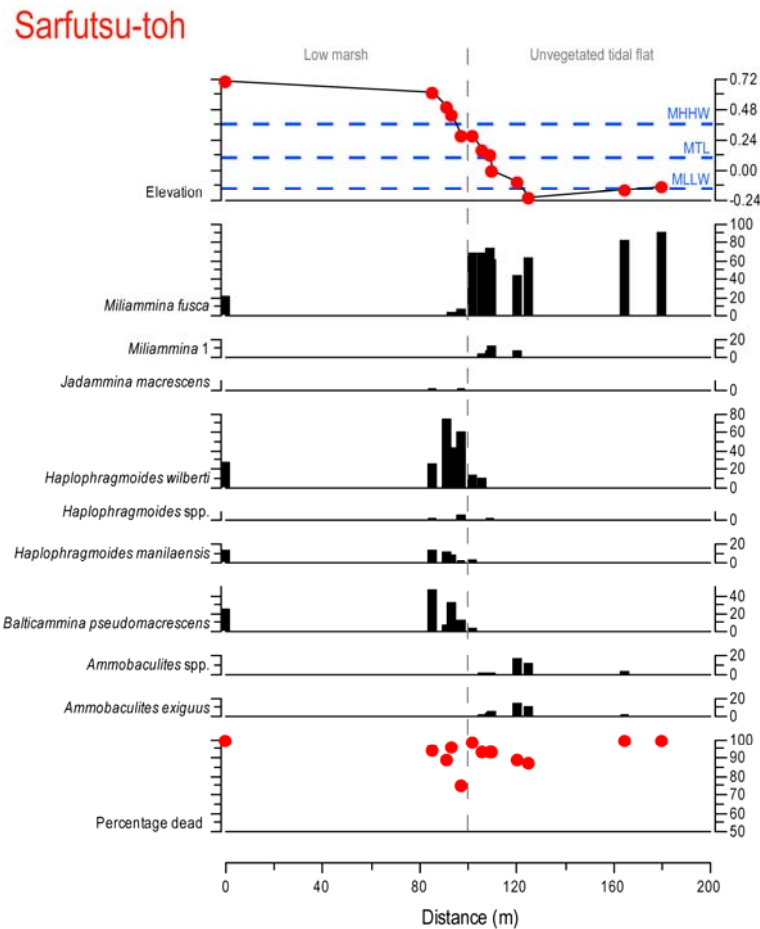 Sarfutsu-toh
Low marsh
Unvegetated tidal flat
0.72
MHHW
0.48
0.24
MTL
0.00
MLLW
Elevation
-0.24
100
80
60
40
20
Miliammina fusca
0
20
Miliammina 1
0
Jadammina macrescens
0
80
60
40
20
Haplophragmoides wilberti
0
Haplophragmoides spp.
0
20
Haplophragmoides manilaensis
0
40
20
Balticammina pseudomacrescens
0
20
Ammobaculites spp.
0
20
Ammobaculites exiguus
0
100
90
80
70
60
Percentage dead
50
0 40 80 120 160 200
Distance (m)